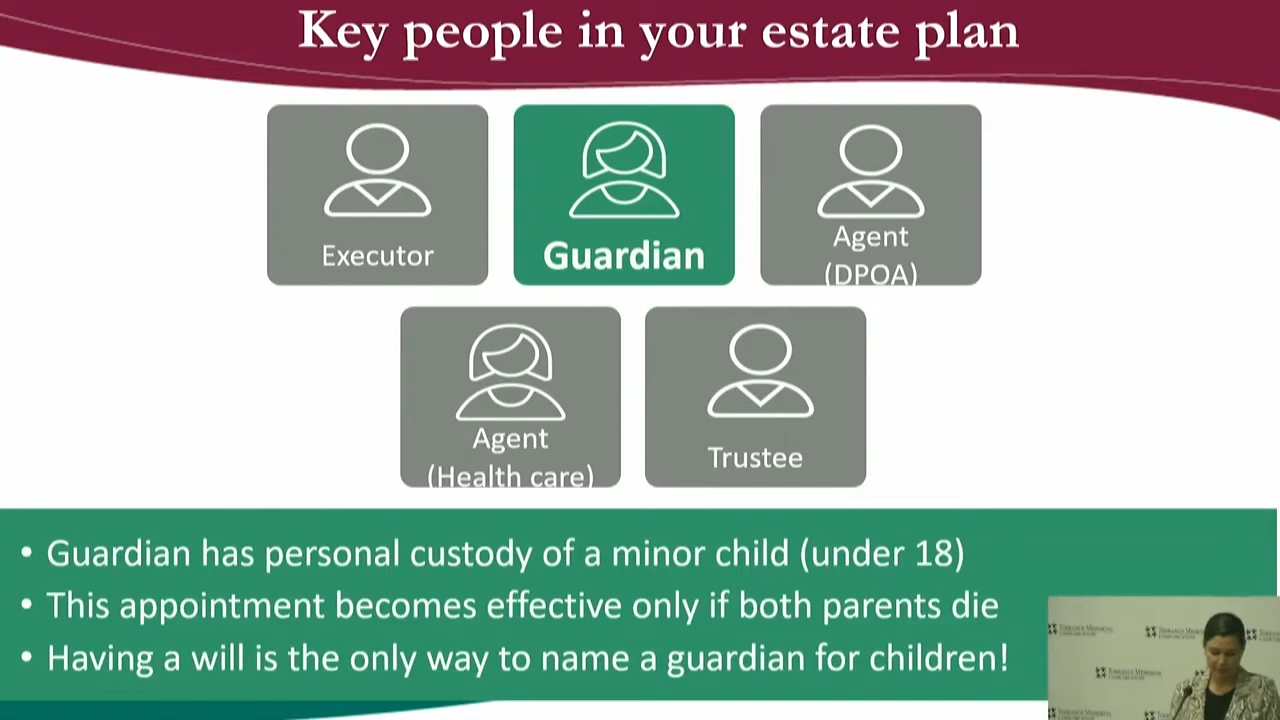 Key people in your estate plan
Executor
Guardian
Agent
(DPOA)
Agent
(Health care)
Trustee
• Guardian has personal custody of a minor child (under 18)
• This appointment becomes effective only if both parents die
• Having a will is the only way to name a guardian for children!
TORRANCE MEMORIAL